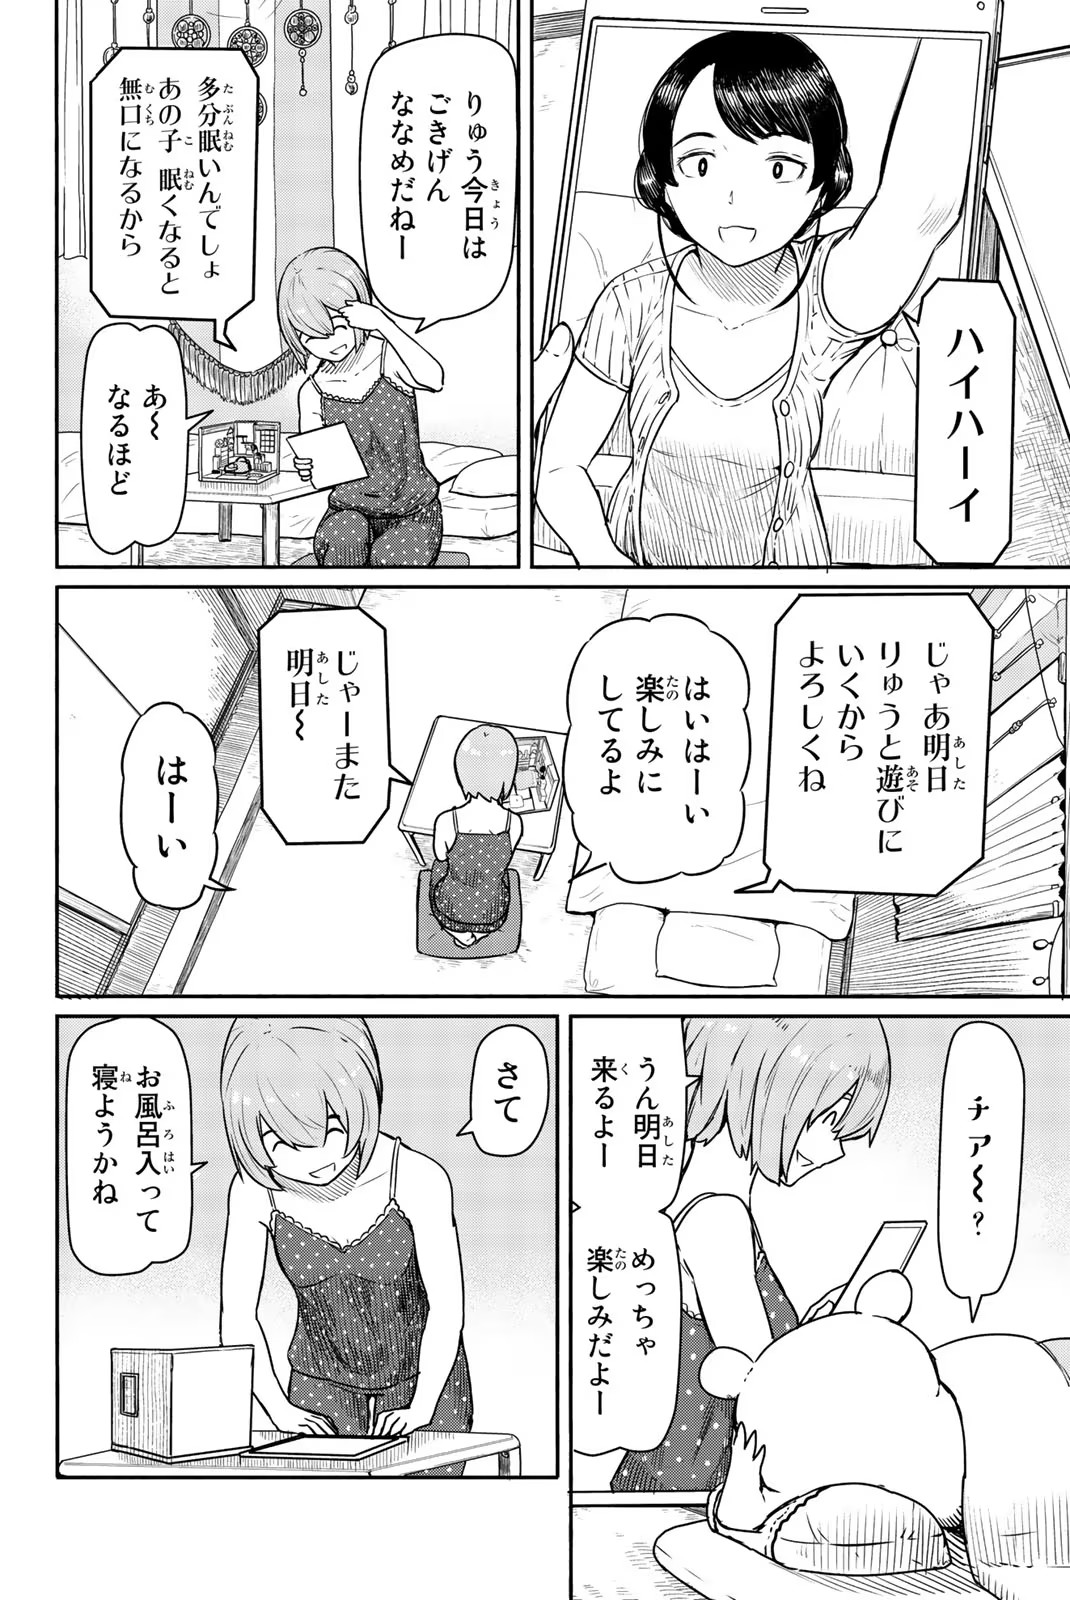 ハイハーイ
りゅう今日は
ごきげん
ななめだねー
多分眠いんでしょ
あの子 眠くなると
無口になるから
あ〜
なるほど
じゃあ明日
りゅうと遊びに
いくから
よろしくね
はいはーい
楽しみに
してるよ
じゃーまた
明日〜
はーい
チァ〜?
うん明日
来るよー
めっちゃ
楽しみだよー
さて
お風呂入って
寝ようかね